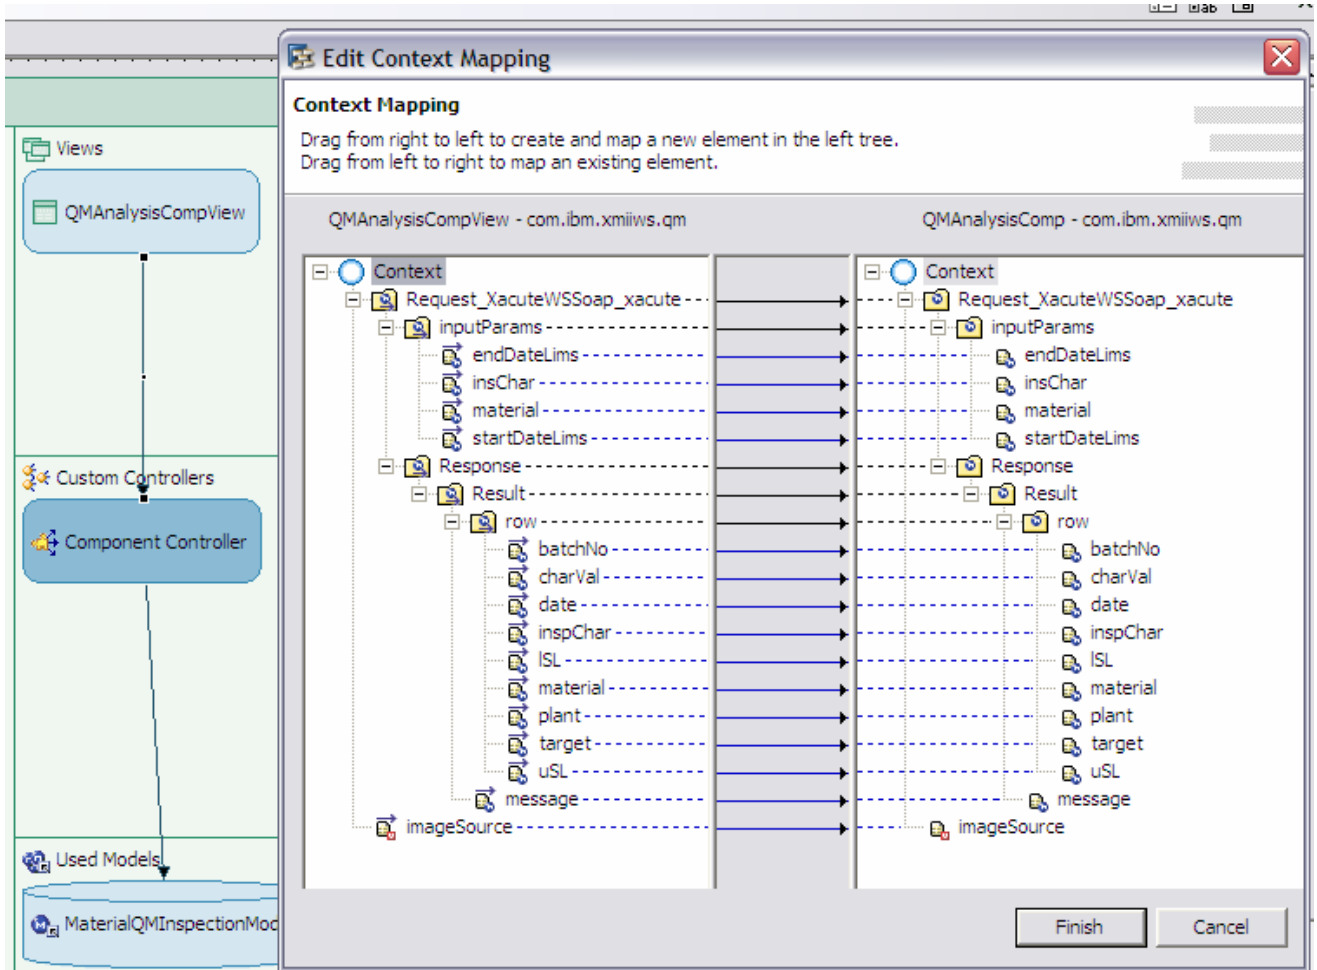 ab
Edit Context Mapping
Context Mapping
Drag from right to left to create and map a new element in the left tree.
Drag from left to right to map an existing element.
Views
QMAnalysisCompView
Custom Controllers
Component Controller
Used Models
MaterialQMInspectionMod
QMAnalysisCompView - com.ibm.xmiiws.qm
Context
Request_XacuteWSSoap_xacute
inputParams
endDateLims
insChar
material
startDateLims
Response
Result
row
batchNo
charVal
date
inspChar
lSL
material
plant
target
uSL
message
imageSource
QMAnalysisComp - com.ibm.xmiiws.qm
Context
Request_XacuteWSSoap_xacute
inputParams
endDateLims
insChar
material
startDateLims
Response
Result
row
batchNo
charVal
date
inspChar
lSL
material
plant
target
uSL
message
imageSource
Finish
Cancel